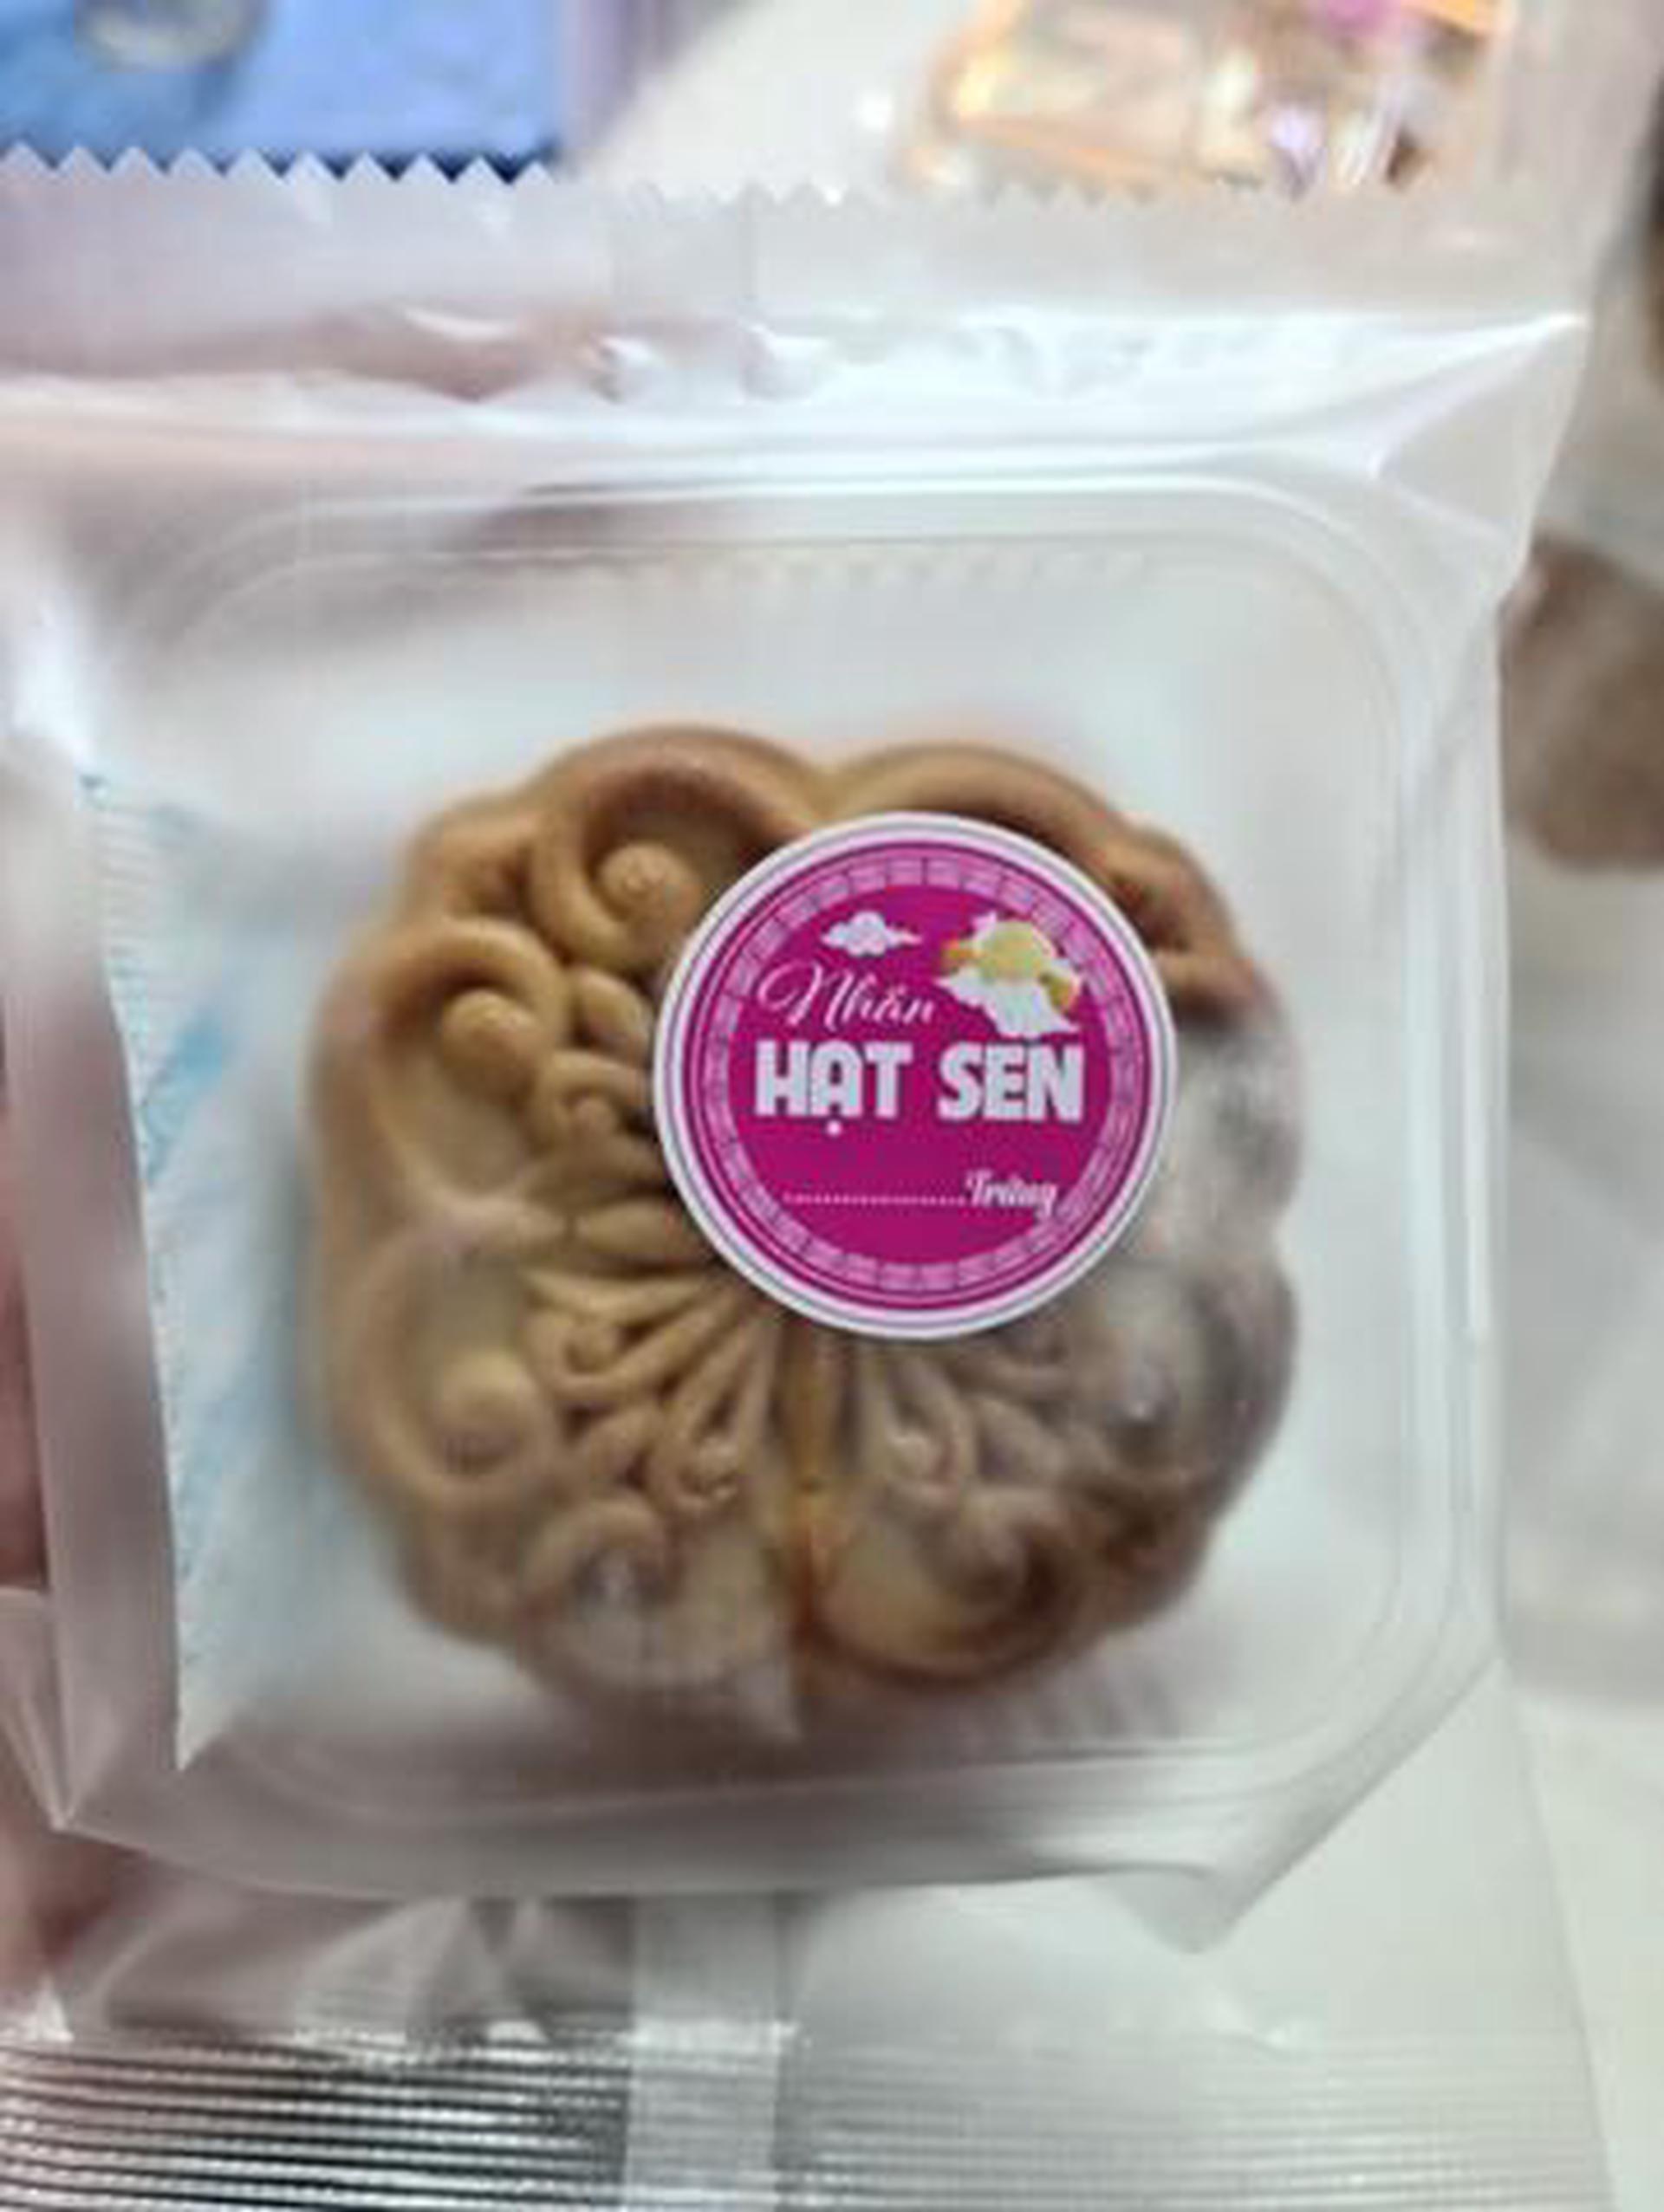 Nhân
HẠT SEN
....................Trứng